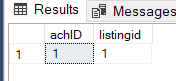 Results Messages
achID listingid
1 1 1